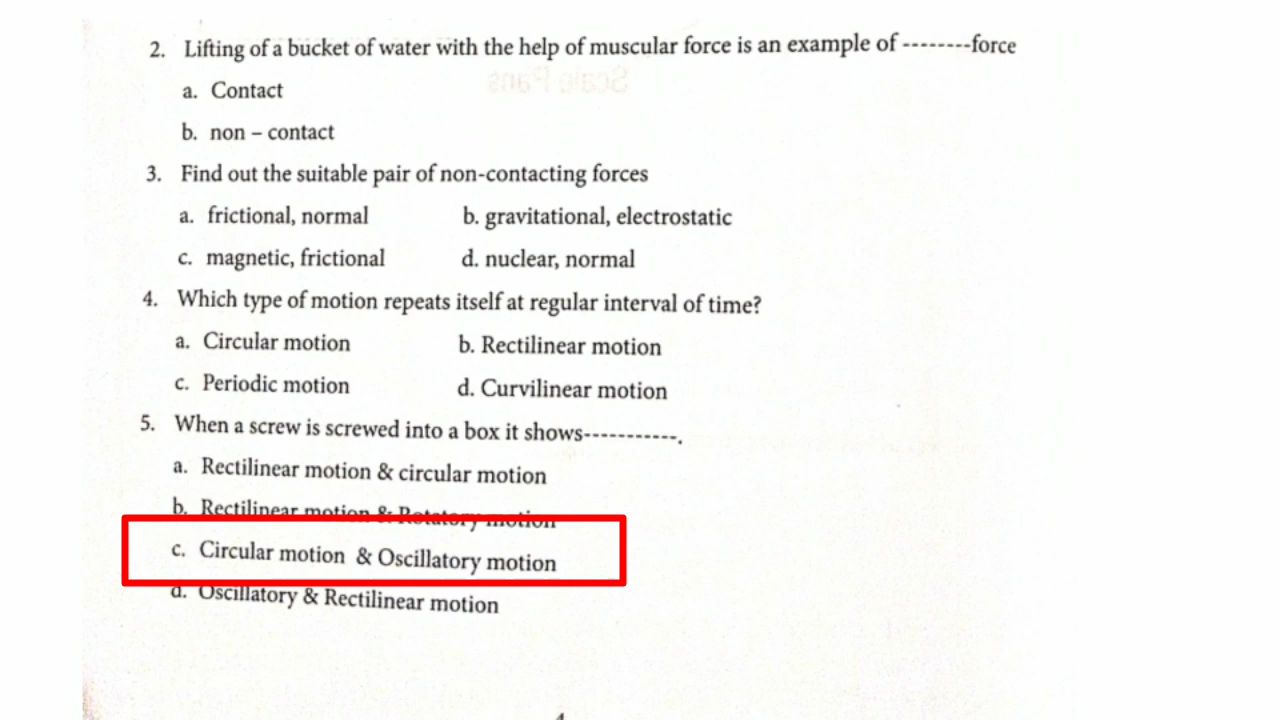 2. Lifting of a bucket of water with the help of muscular force is an example of --------force
a. Contact
b. non – contact
3. Find out the suitable pair of non-contacting forces
a. frictional, normal b. gravitational, electrostatic
c. magnetic, frictional d. nuclear, normal
4. Which type of motion repeats itself at regular interval of time?
a. Circular motion b. Rectilinear motion
c. Periodic motion d. Curvilinear motion
5. When a screw is screwed into a box it shows-----------.
a. Rectilinear motion & circular motion
b. Rectilinear motion & Rotatory motion
c. Circular motion & Oscillatory motion
d. Oscillatory & Rectilinear motion